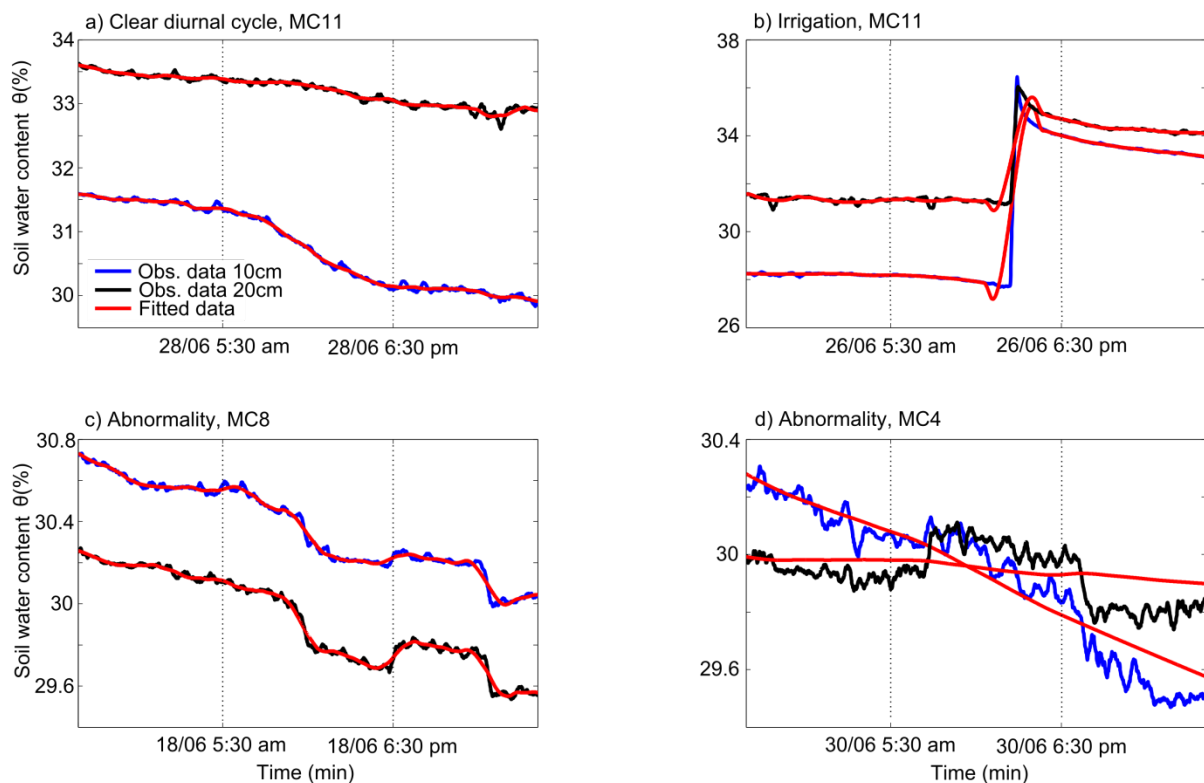 a) Clear diurnal cycle, MC11
34
33
31
30
Soil water content θ(%)
Obs. data 10cm
Obs. data 20cm
Fitted data
28/06 5:30 am 28/06 6:30 pm
b) Irrigation, MC11
38
34
30
26
26/06 5:30 am 26/06 6:30 pm
c) Abnormality, MC8
30.8
30.4
30
29.6
Soil water content θ(%)
18/06 5:30 am 18/06 6:30 pm
Time (min)
d) Abnormality, MC4
30.4
30
29.6
30/06 5:30 am 30/06 6:30 pm
Time (min)